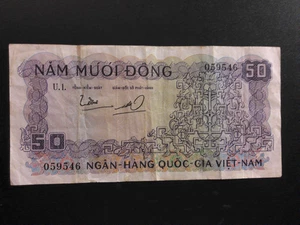 NĂM MƯƠI ĐỒNG
059546
50
U.1.
50
059546 NGÂN-HÀNG QUỐC-GIA VIỆT-NAM